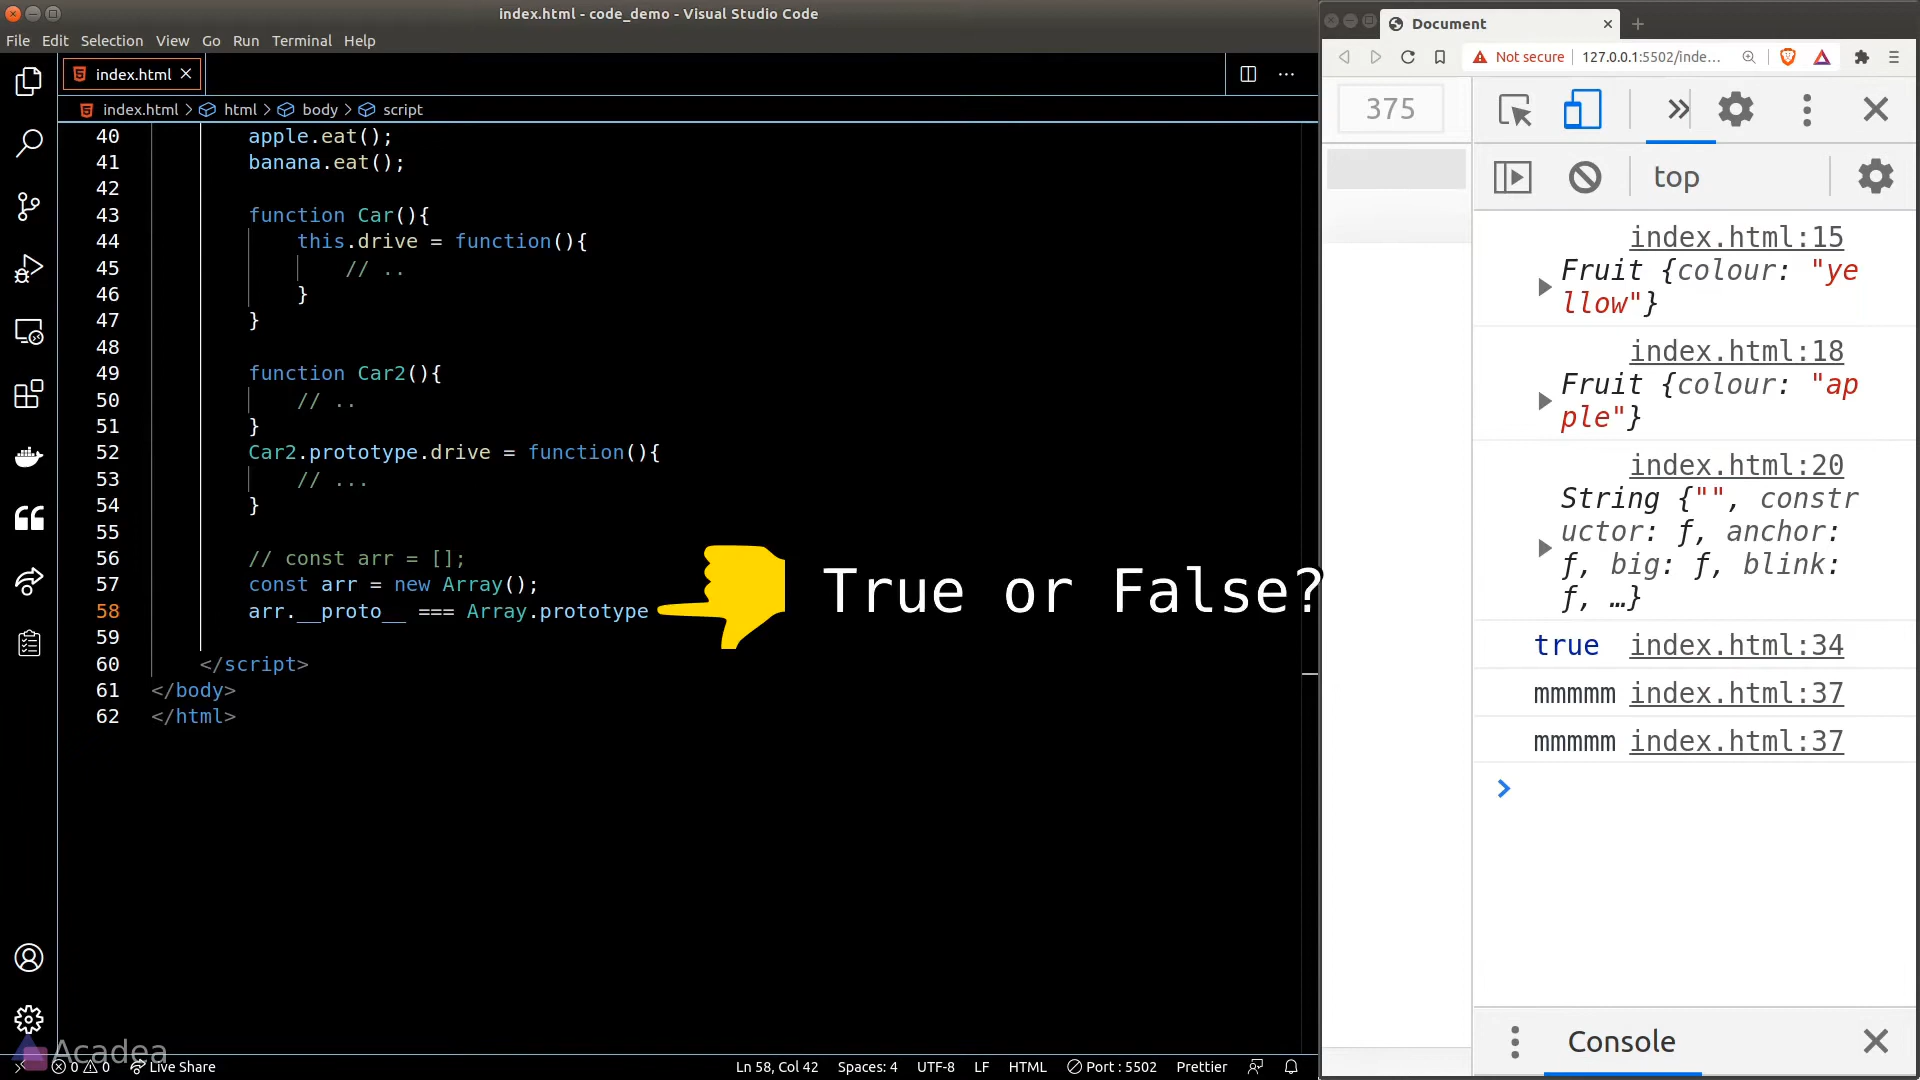 index.html - code_demo - Visual Studio Code
File Edit Selection View Go Run Terminal Help
index.html
index.html > html > body > script
40 apple.eat();
41 banana.eat();
42
43 function Car(){
44 this.drive = function(){
45 // ..
46 }
47 }
48
49 function Car2(){
50 // ..
51 }
52 Car2.prototype.drive = function(){
53 // ...
54 }
55
56 // const arr = [];
57 const arr = new Array();
58 arr.__proto__ === Array.prototype
59
60 </script>
61 </body>
62 </html>
True or False?
Acadea
0 0 Live Share
Ln 58, Col 42 Spaces: 4 UTF-8 LF HTML Port : 5502 Prettier
Document
Not secure 127.0.0.1:5502/inde...
375
top
index.html:15
Fruit {colour: "ye
llow"}
index.html:18
Fruit {colour: "ap
ple"}
index.html:20
String {"", constr
uctor: ƒ, anchor:
ƒ, big: ƒ, blink:
ƒ, …}
true index.html:34
mmmmm index.html:37
mmmmm index.html:37
Console